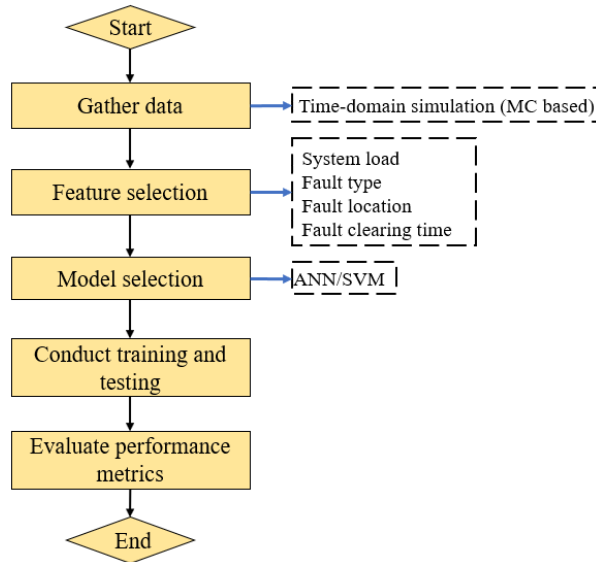 Start
Gather data
Time-domain simulation (MC based)
Feature selection
System load
Fault type
Fault location
Fault clearing time
Model selection
ANN/SVM
Conduct training and
testing
Evaluate performance
metrics
End